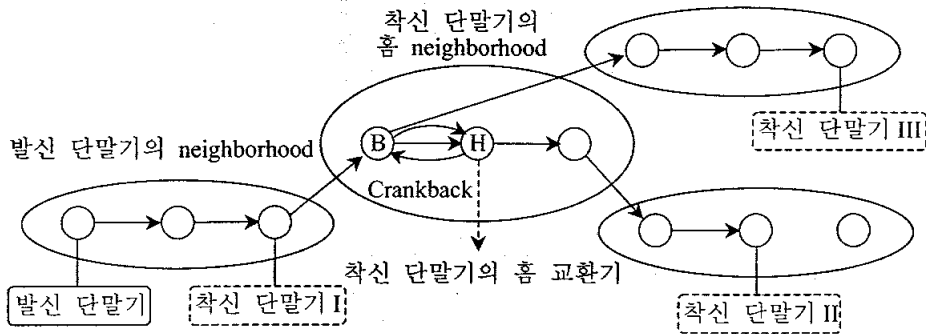 착신 단말기의
홈 neighborhood
발신 단말기의 neighborhood
B
H
Crankback
착신 단말기 III
착신 단말기의 홈 교환기
발신 단말기
착신 단말기 I
착신 단말기 II